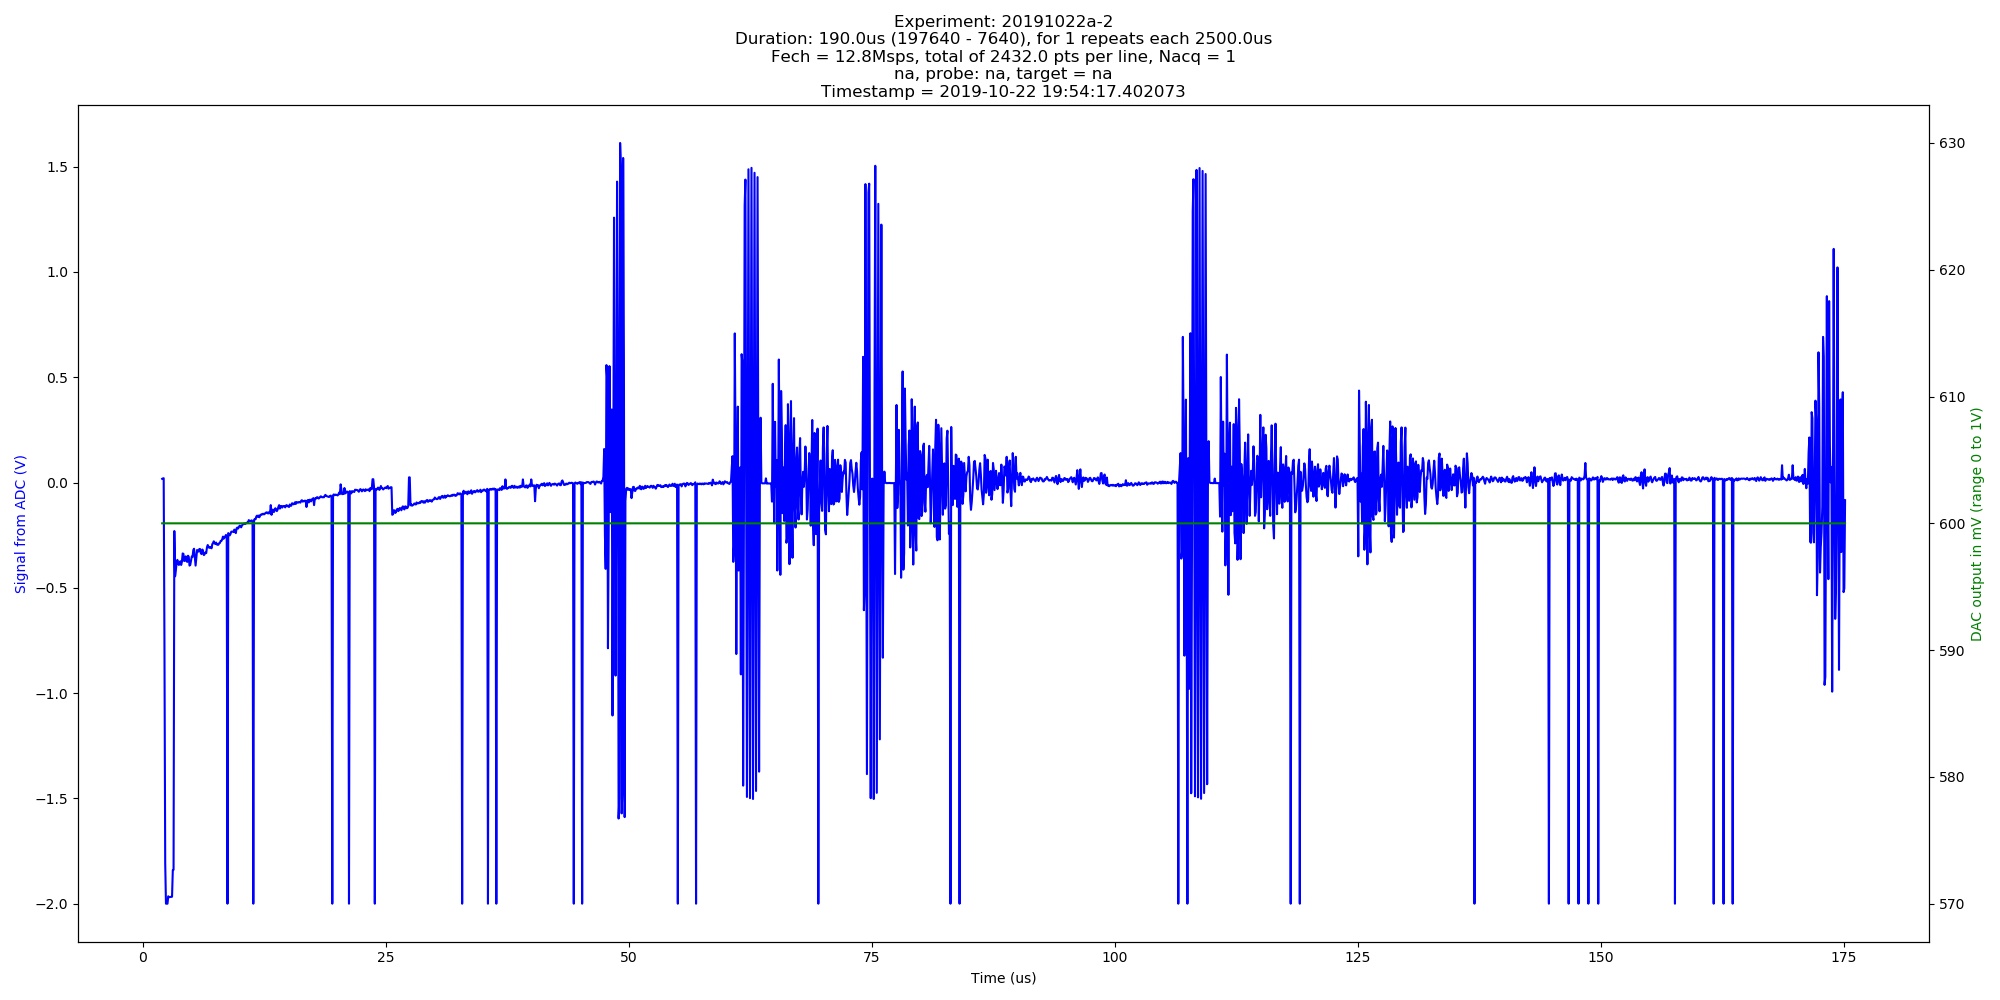 Experiment: 20191022a-2
Duration: 190.0us (197640 - 7640), for 1 repeats each 2500.0us
Fech = 12.8Msps, total of 2432.0 pts per line, Nacq = 1
na, probe: na, target = na
Timestamp = 2019-10-22 19:54:17.402073
Signal from ADC (V)
1.5
1.0
0.5
0.0
−0.5
−1.0
−1.5
−2.0
630
620
610
600
590
580
570
DAC output in mV (range 0 to 1V)
0
25
50
75
100
125
150
175
Time (us)